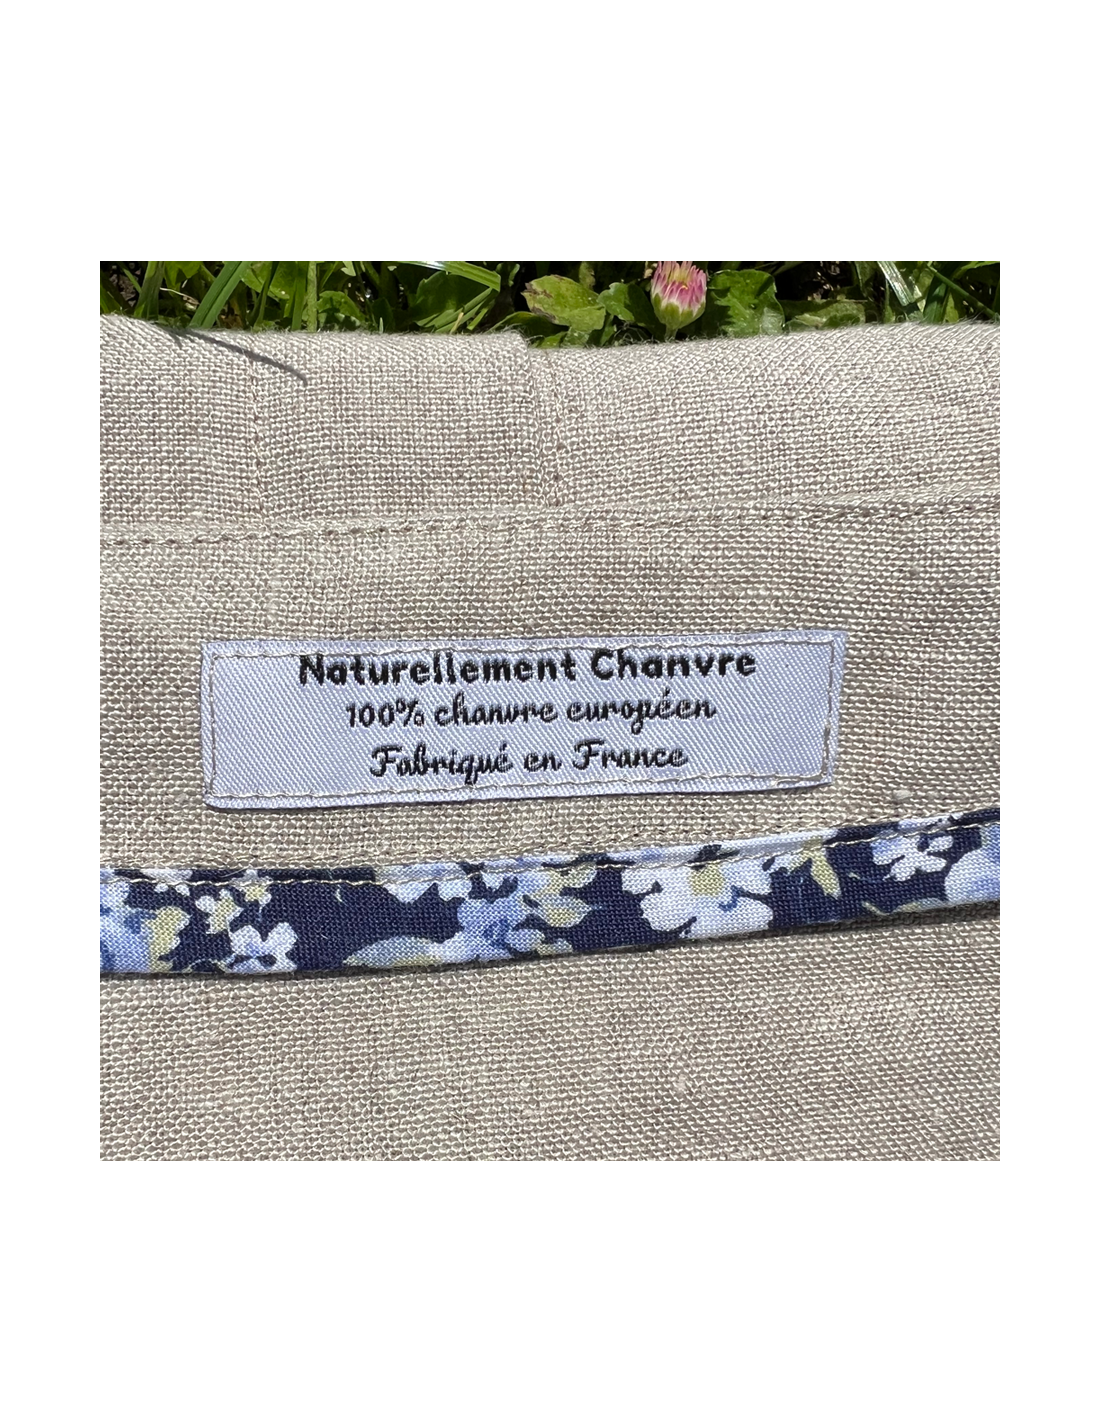 Naturellement Chanvre
100% chanvre européen
Fabriqué en France